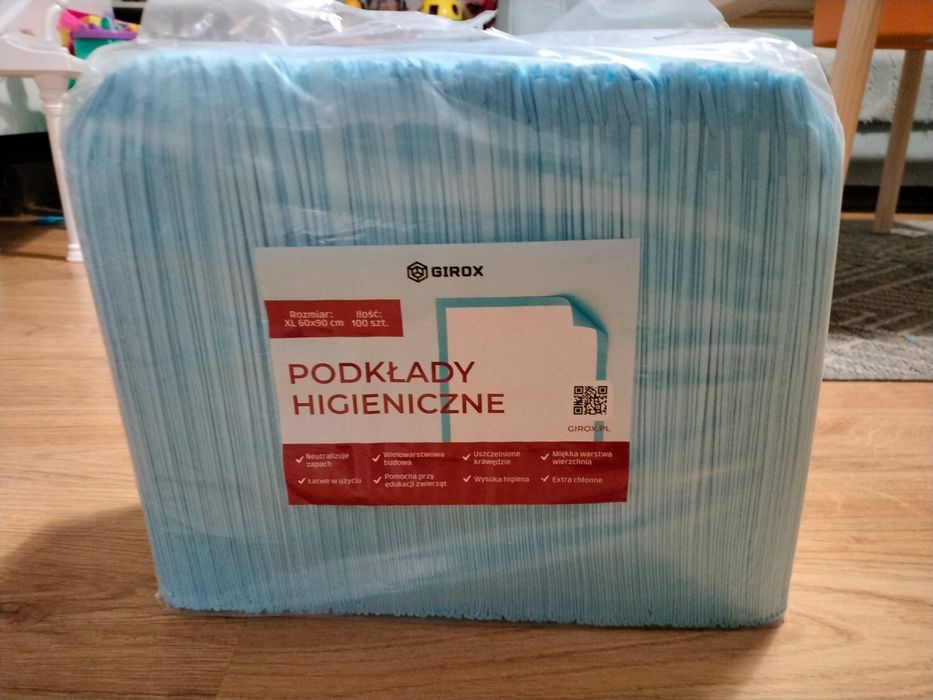 GIROX
Rozmiar: Ilość:
XL 60x90 cm 100 szt.
PODKŁADY
HIGIENICZNE
GIROX.PL
Neutralizuje
zapach
Wielowarstwowa
budowa
Uszczelnione
krawędzie
Miękka warstwa
wierzchnia
Łatwe w użyciu
Pomocna przy
edukacji zwierząt
Wysoka higiena
Extra chłonne